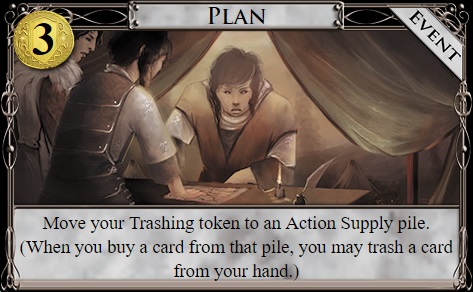 PLAN
3
EVENT
Move your Trashing token to an Action Supply pile.
(When you buy a card from that pile, you may trash a card
from your hand.)